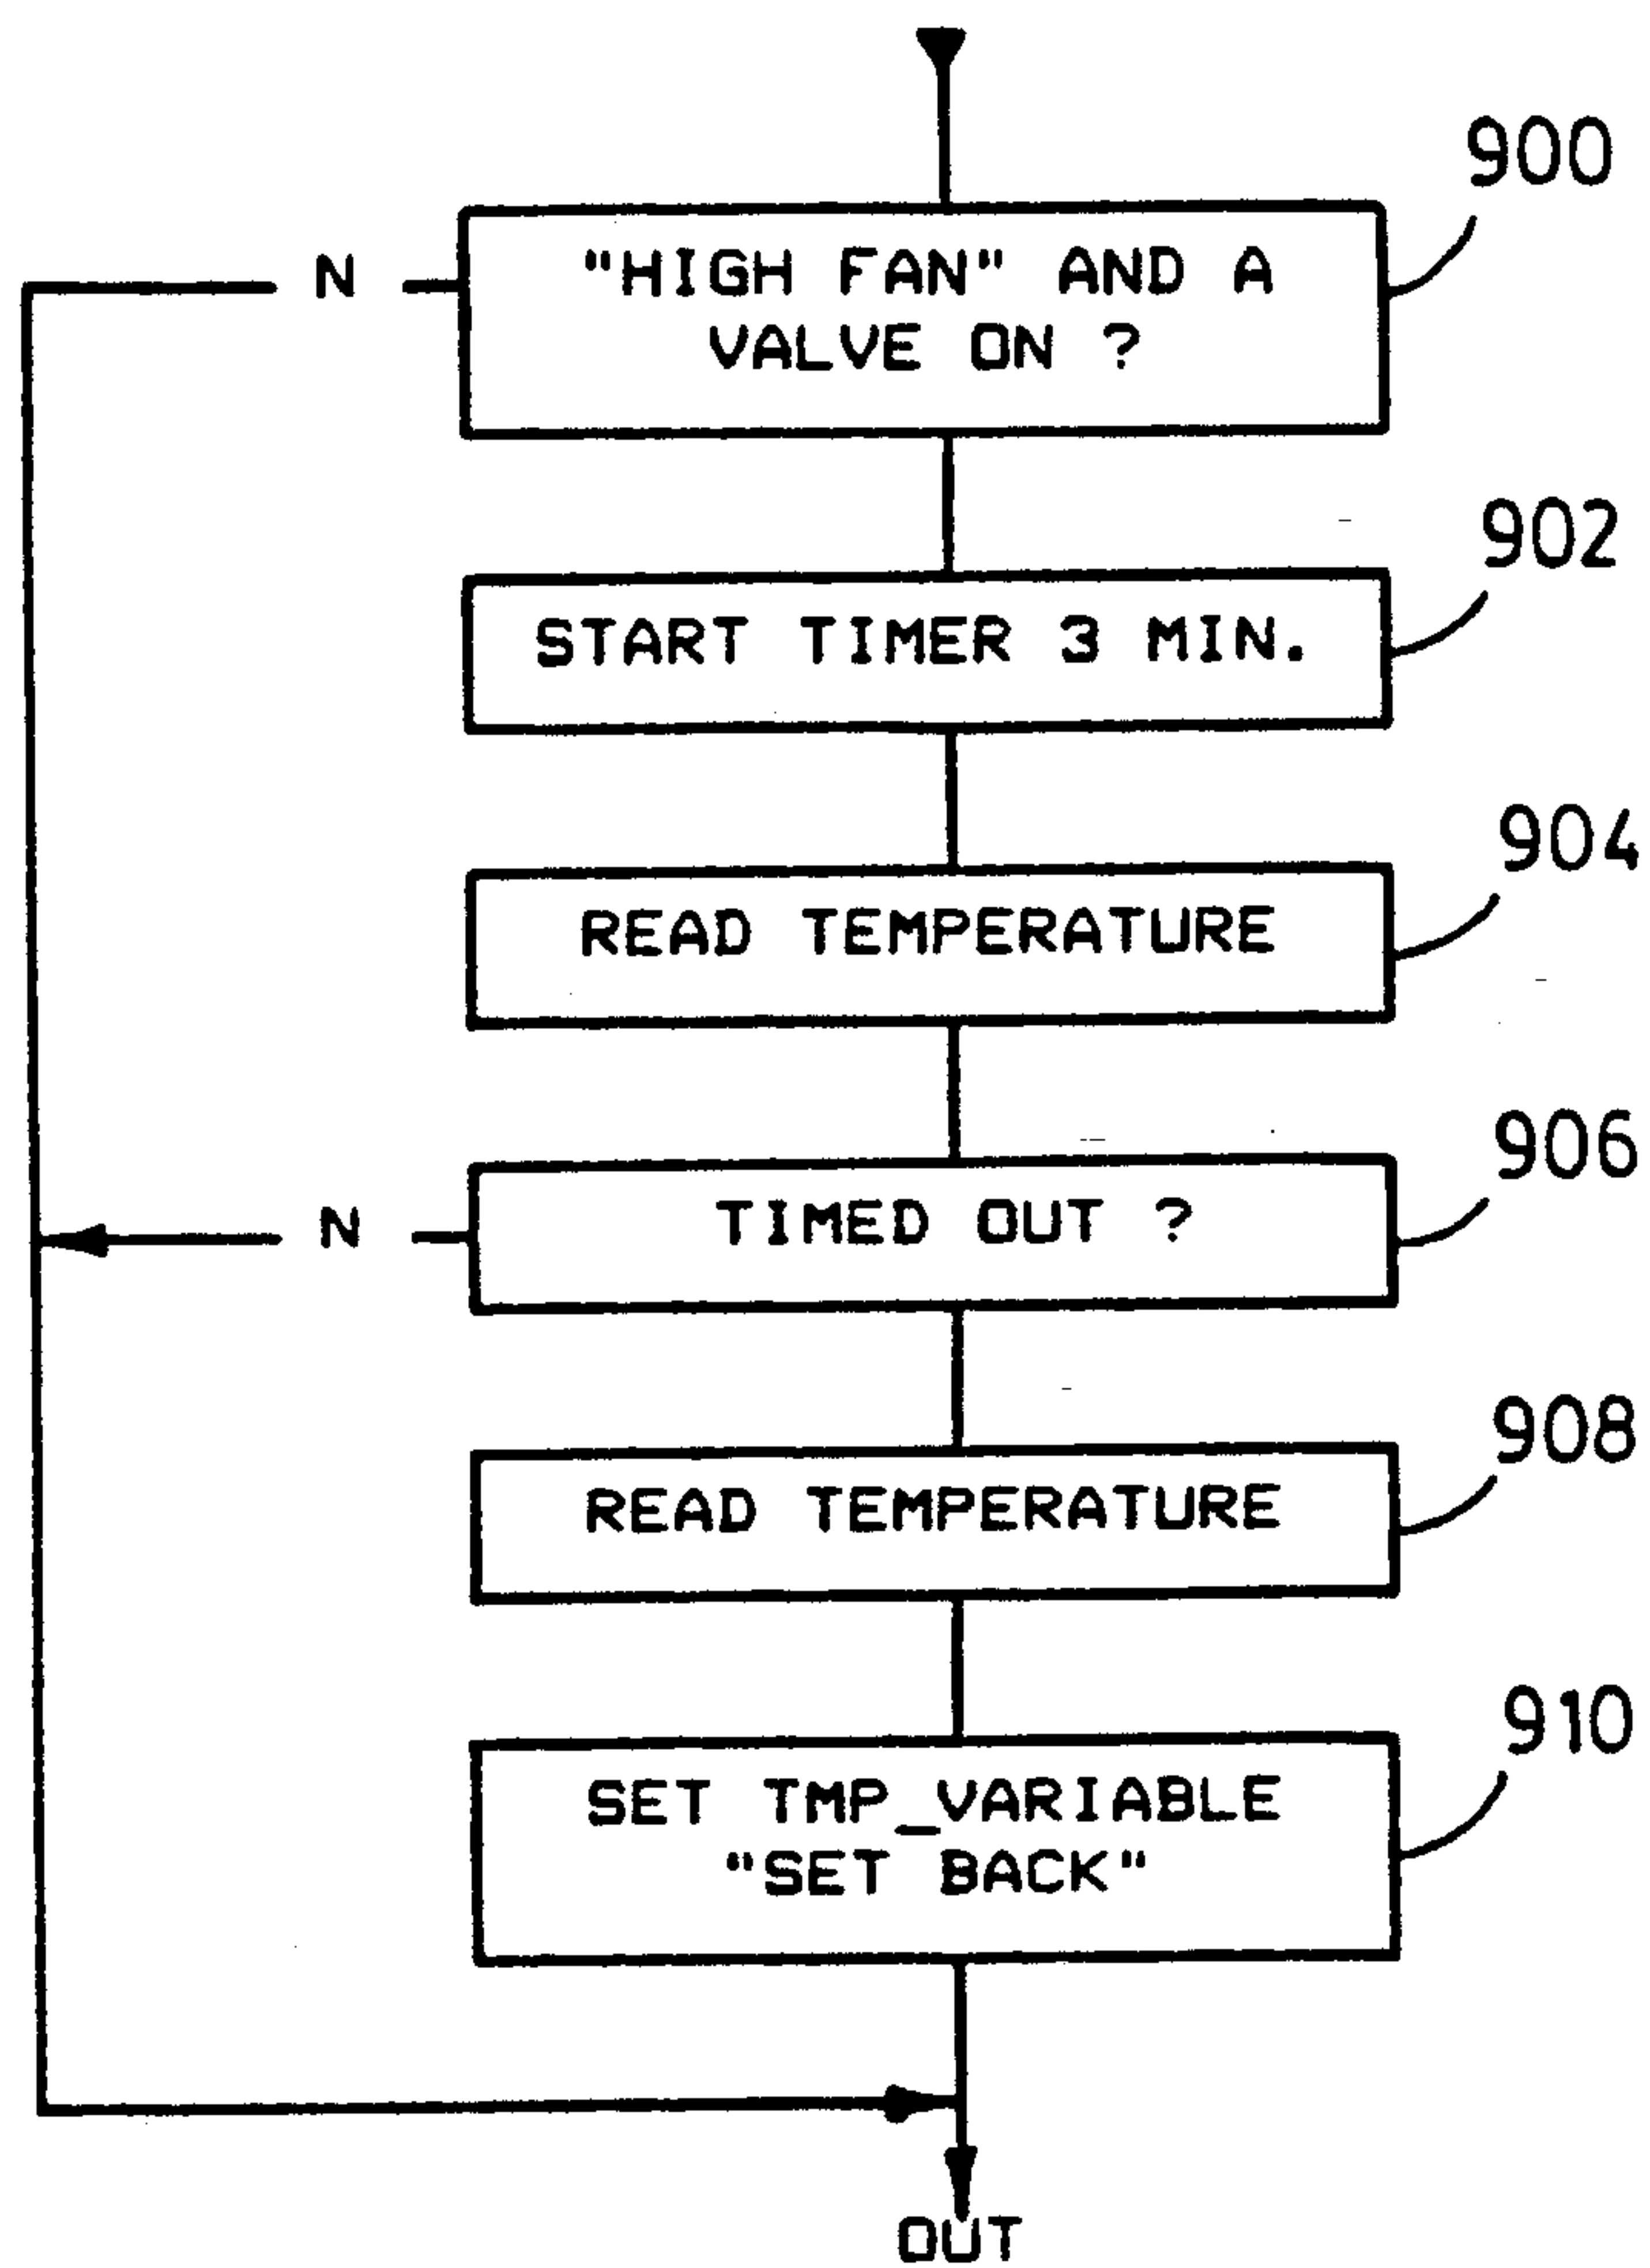 900
N
"HIGH FAN" AND A
VALVE ON ?
902
START TIMER 3 MIN.
904
READ TEMPERATURE
906
N
TIMED OUT ?
908
READ TEMPERATURE
910
SET TMP_VARIABLE
"SET BACK"
OUT